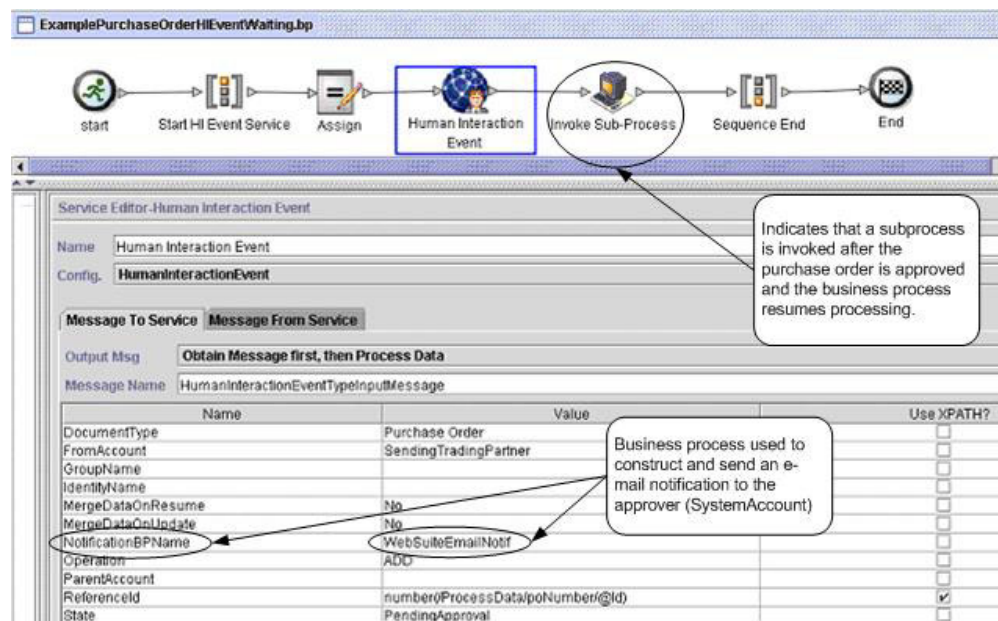 ExamplePurchaseOrderHIEventWaiting.bp
start
Start HI Event Service
Assign
Human Interaction
Event
Invoke Sub-Process
Sequence End
End
Service Editor-Human Interaction Event
Name Human Interaction Event
Config. HumanInteractionEvent
Indicates that a subprocess
is invoked after the
purchase order is approved
and the business process
resumes processing.
Message To Service Message From Service
Output Msg Obtain Message first, then Process Data
Message Name HumanInteractionEventTypeInputMessage
Name Value Use XPATH?
DocumentType Purchase Order
FromAccount SendingTradingPartner
GroupName
IdentityName
MergeDataOnResume No
MergeDataOnUpdate No
NotificationBPName WebSuiteEmailNotif
Operation ADD
ParentAccount
ReferenceId number(/ProcessData/poNumber/@Id)
State PendingApproval
Business process used to
construct and send an e-
mail notification to the
approver (SystemAccount)